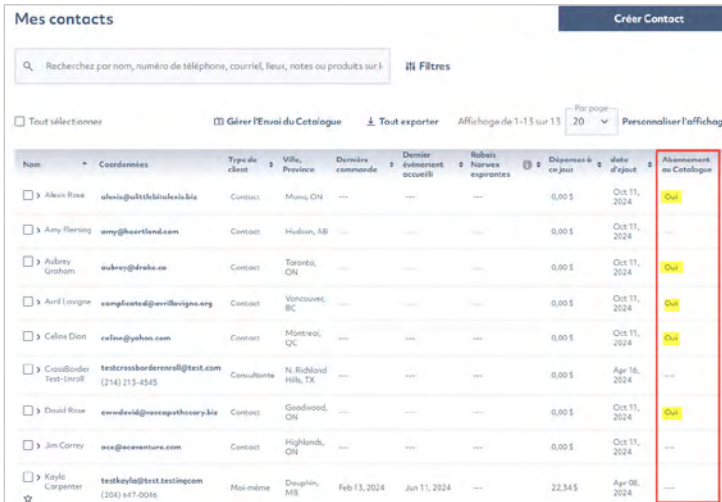 Mes contacts
Créer Contact
Recherchez par nom, numéro de téléphone, courriel, lieux, notes ou produits sur l
Filtres
Tout sélectionner
Gérer l'Envoi du Catalogue
Tout exporter
Affichage de 1-13 sur 13
Par page
20
Personnaliser l'affichag
Nom
Coordonnées
Type de client
Ville, Province
Dernière commande
Dernier évènement accueilli
Rabais Norwex expirantes
Dépenses à ce jour
date d'ajout
Abonnement au Catalogue
Alexis Rose alexis@alittlebitalexis.biz Contact ON --- --- --- 0,00 $ Oct 11, 2024 Oui
Amy Fleming amy@heartland.com Contact Hudson, AB --- --- --- 0,00 $ Oct 11, 2024 ---
Aubrey Graham aubrey@drake.co Contact Toronto, ON --- --- --- 0,00 $ Oct 11, 2024 Oui
Avril Lavigne complicated@avrillavigne.org Contact Vancouver, BC --- --- --- 0,00 $ Oct 11, 2024 Oui
Celine Dion celine@yahoo.com Contact Montreal, QC --- --- --- 0,00 $ Oct 11, 2024 Oui
CrossBorder Test-Enroll testcrossborderenroll@test.com (214) 213-4545 Consultante N. Richland Hills, TX --- --- --- 0,00 $ Apr 16, 2024 ---
David Rose ewwdavid@roseapothecary.biz Contact Goodwood, ON --- --- --- 0,00 $ Oct 11, 2024 Oui
Jim Carrey ace@aceventure.com Contact Highlands, ON --- --- --- 0,00 $ Oct 11, 2024 ---
Kayla Carpenter testkayla@test.testingcom (204) 647-0046 Moi-même Dauphin, MB Feb 13, 2024 Jun 11, 2024 --- 22,34 $ Apr 08, 2024 ---